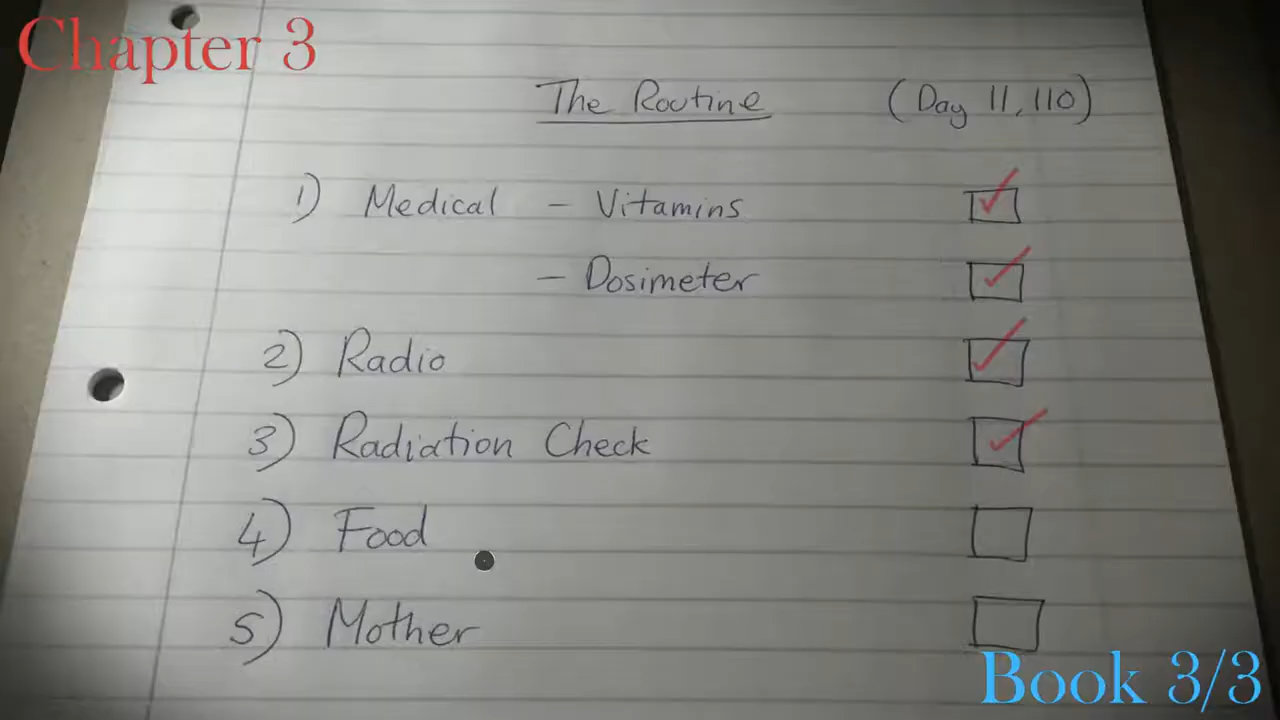 Chapter 3
The Routine (Day 11,110)
1) Medical - Vitamins
- Dosimeter
2) Radio
3) Radiation Check
4) Food
5) Mother
Book 3/3